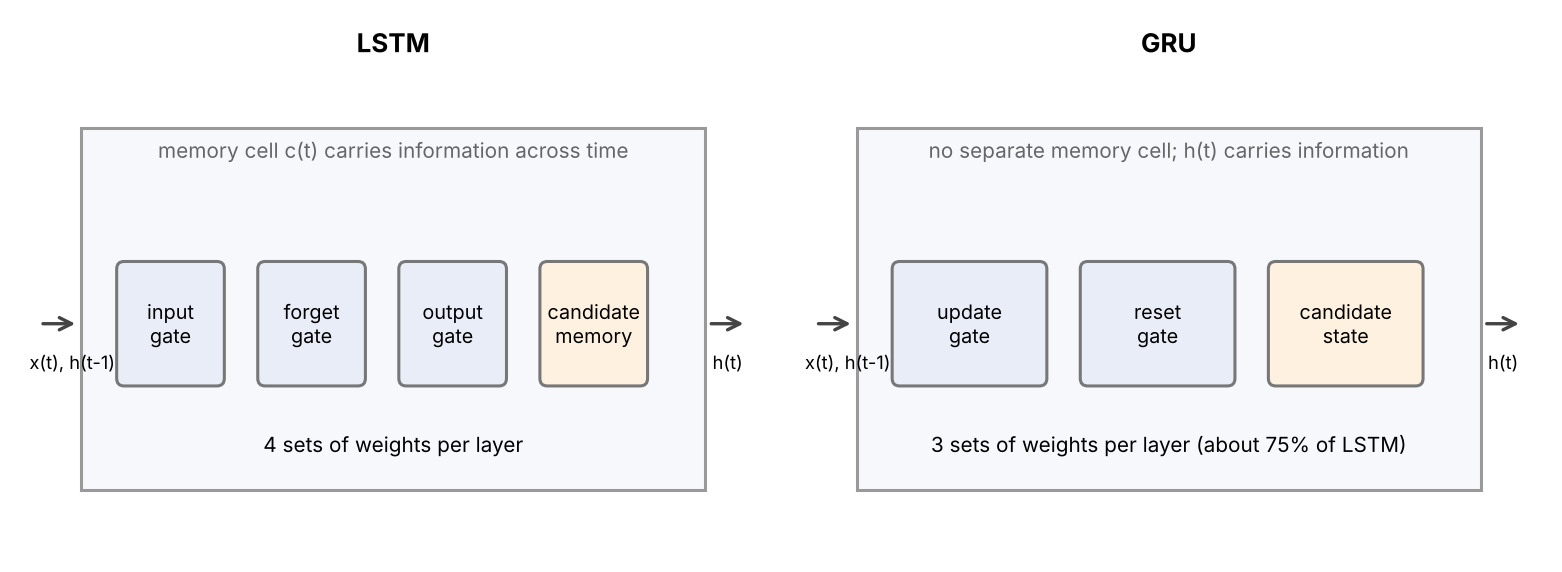 LSTM
memory cell c(t) carries information across time
input
gate
forget
gate
output
gate
candidate
memory
x(t), h(t-1)
h(t)
4 sets of weights per layer
GRU
no separate memory cell; h(t) carries information
update
gate
reset
gate
candidate
state
x(t), h(t-1)
h(t)
3 sets of weights per layer (about 75% of LSTM)